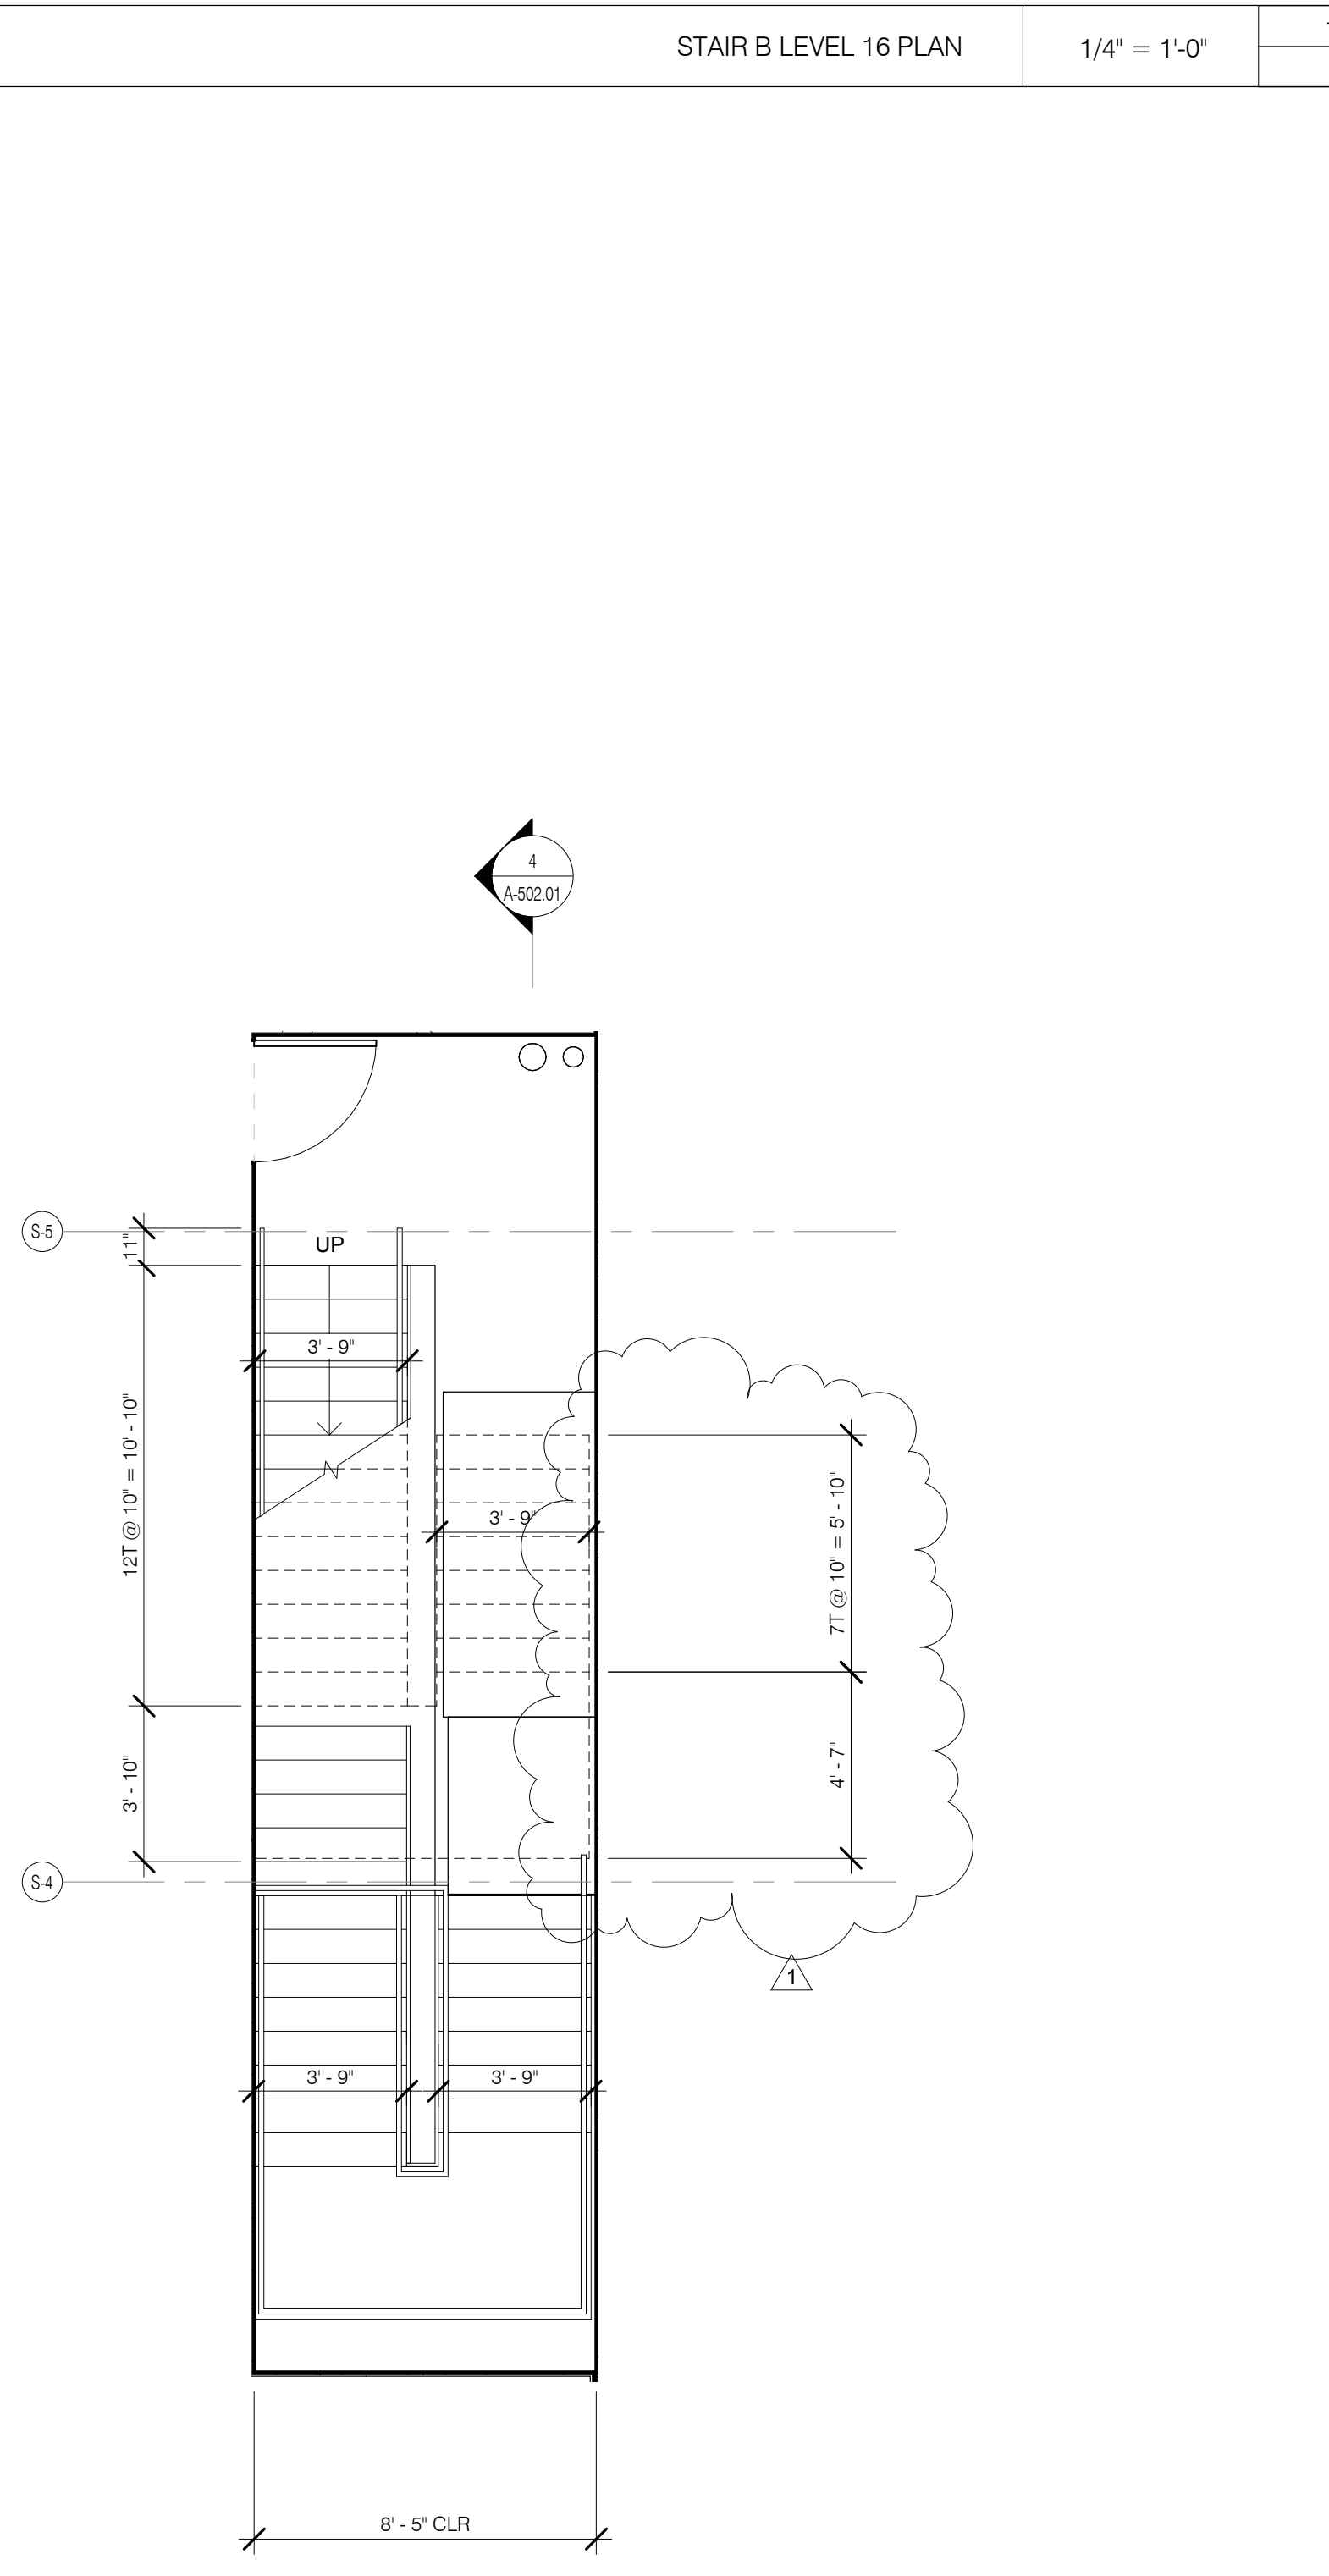 STAIR B LEVEL 16 PLAN
1/4" = 1'-0"
4
A-502.01
S-5
11"
UP
3' - 9"
12T @ 10" = 10' - 10"
7T @ 10" = 5' - 10"
3' - 9"
3' - 10"
4' - 7"
S-4
1
3' - 9"
3' - 9"
8' - 5" CLR